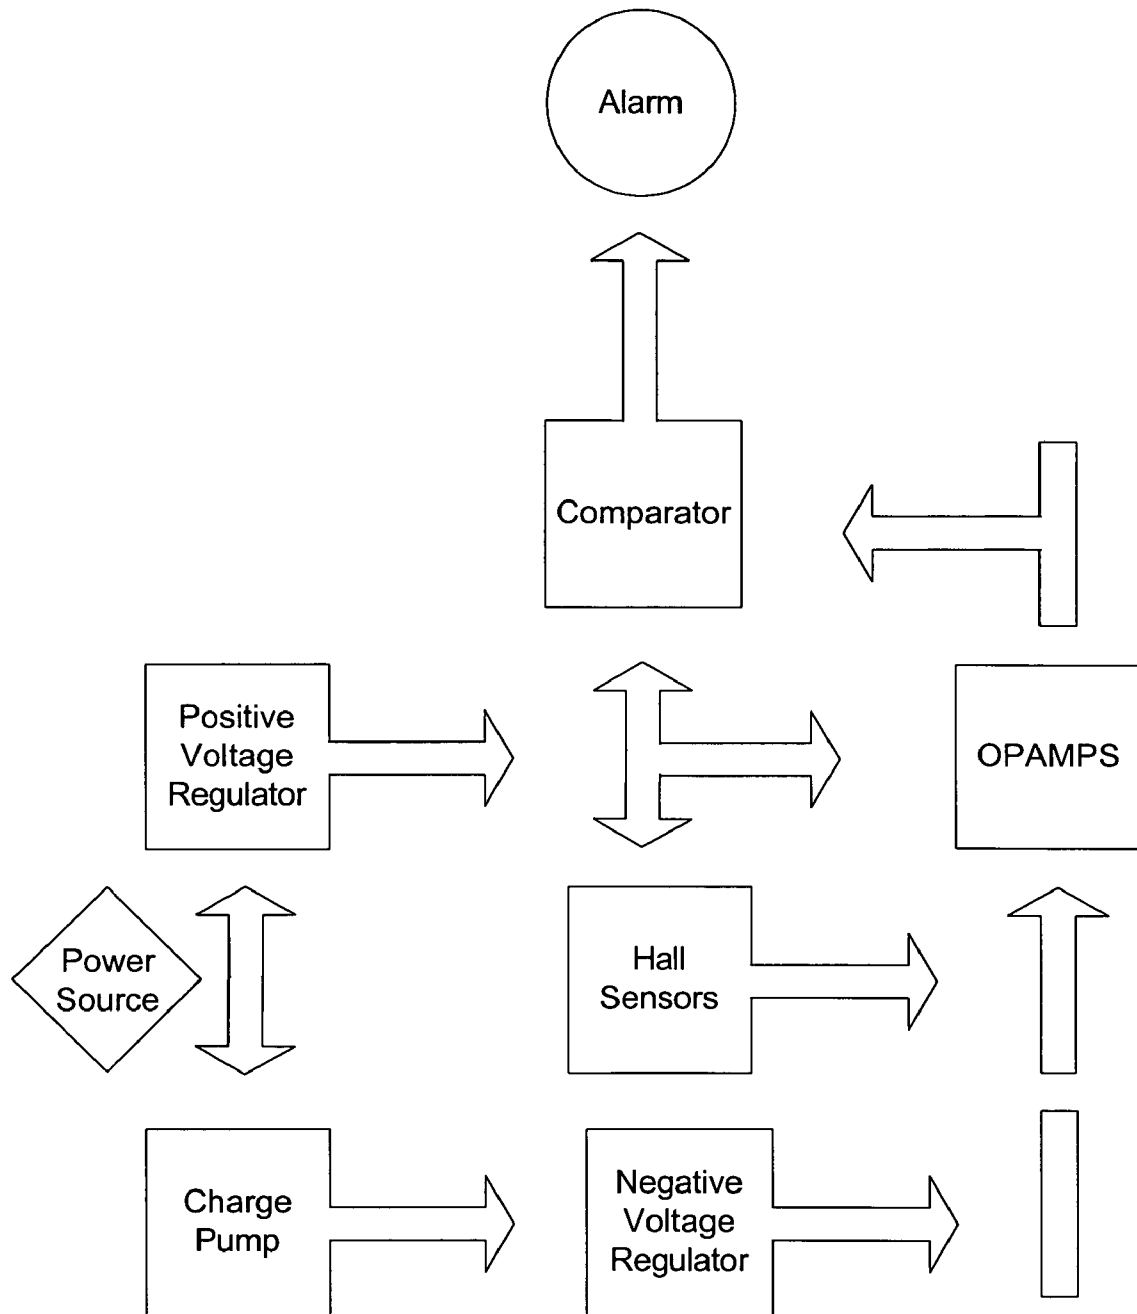 Alarm
Comparator
Positive
Voltage
Regulator
OPAMPS
Power
Source
Hall
Sensors
Charge
Pump
Negative
Voltage
Regulator